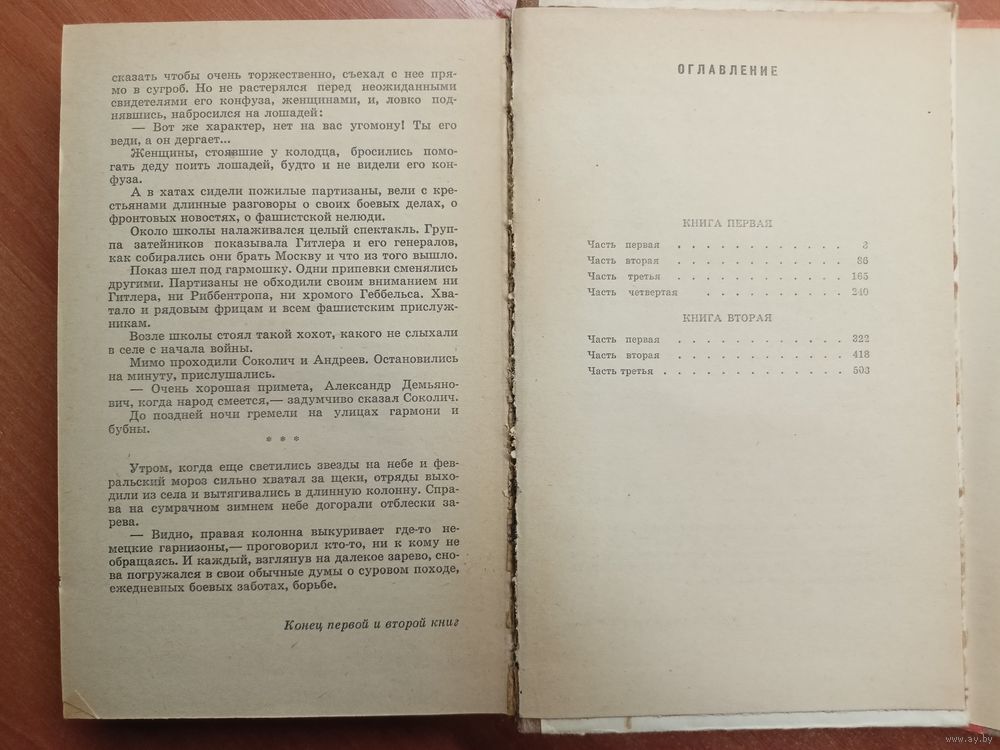 сказать чтобы очень торжественно, съехал с нее пря-
мо в сугроб. Но не растерялся перед неожиданными
свидетелями его конфуза, женщинами, и, ловко под-
нявшись, набросился на лошадей:
— Вот же характер, нет на вас угомону! Ты его
веди, а он дергает...
Женщины, стоявшие у колодца, бросились помо-
гать деду поить лошадей, будто и не видели его кон-
фуза.
А в хатах сидели пожилые партизаны, вели с кре-
стьянами длинные разговоры о своих боевых делах, о
фронтовых новостях, о фашистской нелюди.
Около школы налаживался целый спектакль. Груп-
па затейников показывала Гитлера и его генералов,
как собирались они брать Москву и что из того вышло.
Показ шел под гармошку. Одни припевки сменялись
другими. Партизаны не обходили своим вниманием ни
Гитлера, ни Риббентропа, ни хромого Геббельса. Хва-
тало и рядовым фрицам и всем фашистским прислуж-
никам.
Возле школы стоял такой хохот, какого не слыхали
в селе с начала войны.
Мимо проходили Соколич и Андреев. Остановились
на минуту, прислушались.
— Очень хорошая примета, Александр Демьяно-
вич, когда народ смеется,— задумчиво сказал Соколич.
До поздней ночи гремели на улицах гармони и
бубны.
* * *
Утром, когда еще светились звезды на небе и фев-
ральский мороз сильно хватал за щеки, отряды выхо-
дили из села и вытягивались в длинную колонну. Спра-
ва на сумрачном зимнем небе догорали отблески за-
рева.
— Видно, правая колонна выкуривает где-то не-
мецкие гарнизоны,— проговорил кто-то, ни к кому не
обращаясь. И каждый, взглянув на далекое зарево, сно-
ва погружался в свои обычные думы о суровом походе,
ежедневных боевых заботах, борьбе.
Конец первой и второй книг
ОГЛАВЛЕНИЕ
КНИГА ПЕРВАЯ
Часть первая . . . . . . . . . . . . 3
Часть вторая . . . . . . . . . . . . 86
Часть третья . . . . . . . . . . . . 165
Часть четвертая . . . . . . . . . . 240
КНИГА ВТОРАЯ
Часть первая . . . . . . . . . . . . 322
Часть вторая . . . . . . . . . . . . 418
Часть третья . . . . . . . . . . . . . 503
www.ay.by